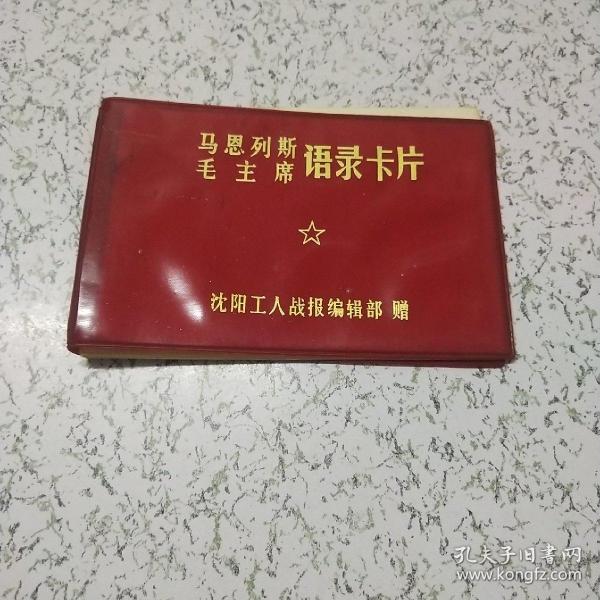 马恩列斯
毛主席
语录卡片
沈阳工人战报编辑部 赠
孔夫子旧書网
www.kongfz.com